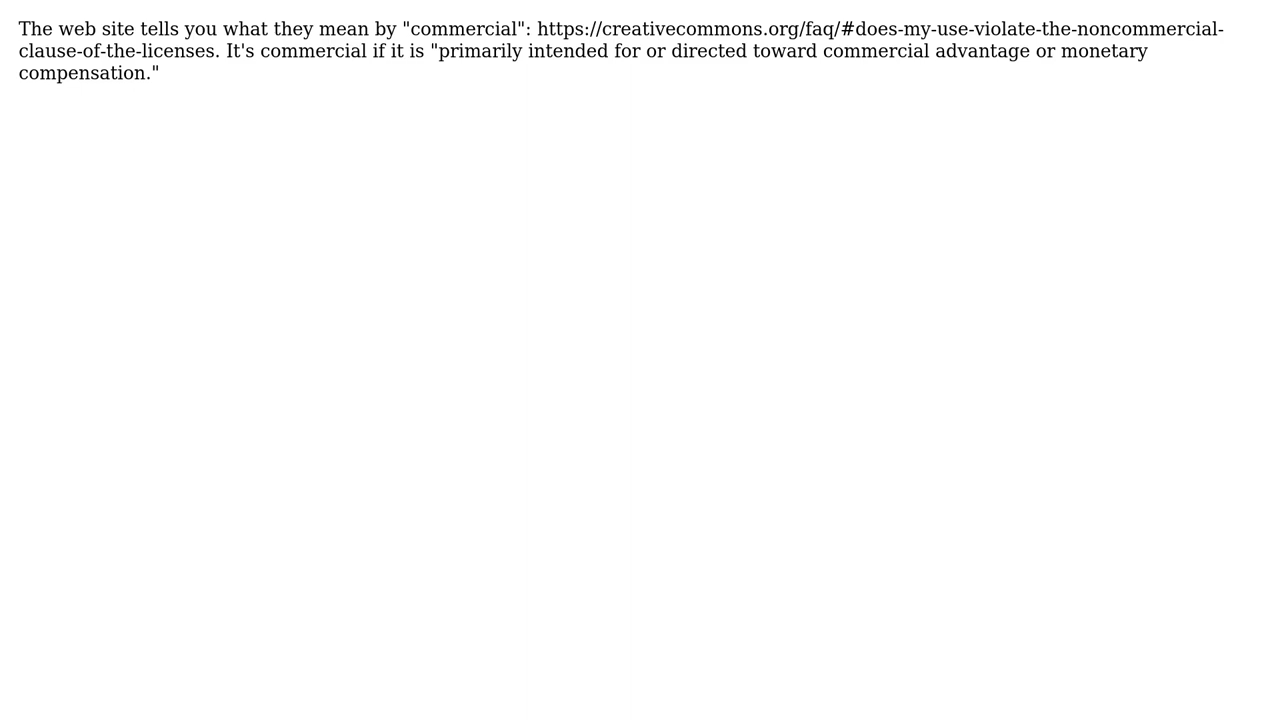 The web site tells you what they mean by "commercial": https://creativecommons.org/faq/#does-my-use-violate-the-noncommercial-
clause-of-the-licenses. It's commercial if it is "primarily intended for or directed toward commercial advantage or monetary
compensation."